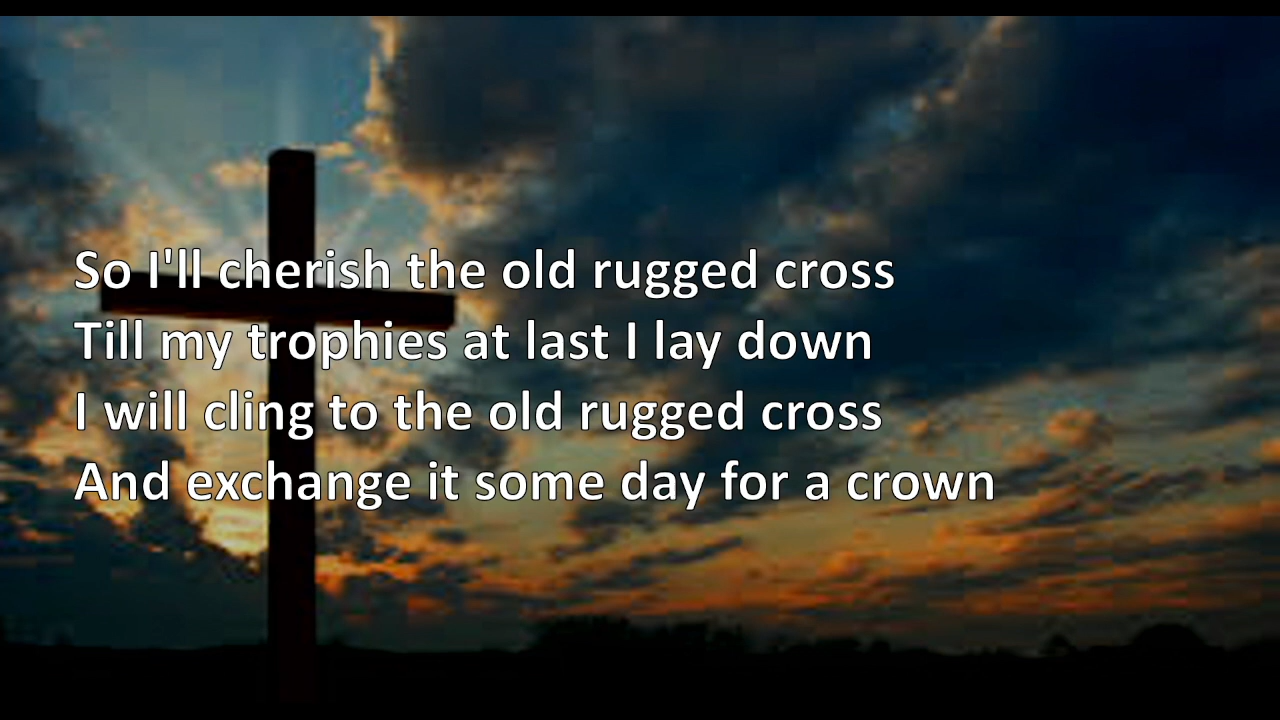 So I'll cherish the old rugged cross
Till my trophies at last I lay down
I will cling to the old rugged cross
And exchange it some day for a crown